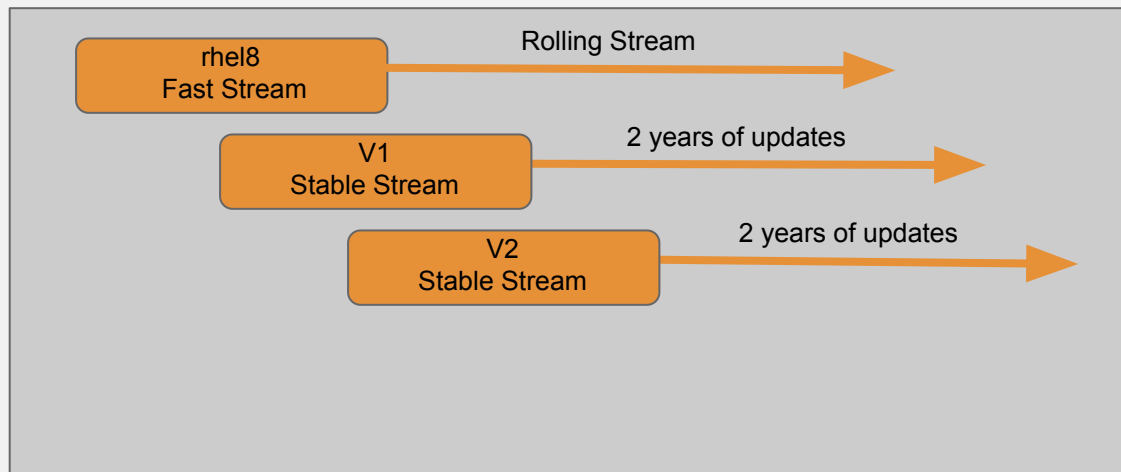 rhel8
Fast Stream
Rolling Stream
V1
Stable Stream
2 years of updates
V2
Stable Stream
2 years of updates